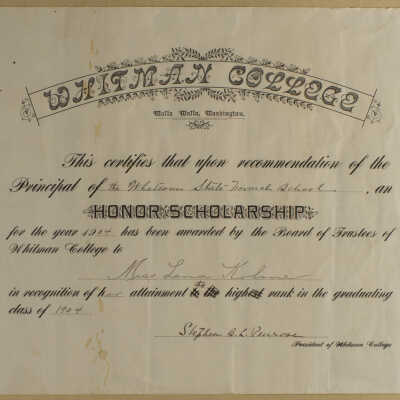 WHITMAN COLLEGE
Walla Walla, Washington.
This certifies that upon recommendation of the
Principal of the Whatcom State Normal School, an
HONOR SCHOLARSHIP
for the year 1904 has been awarded by the Board of Trustees of
Whitman College to
Miss Lena
in recognition of her attainment the highest rank in the graduating
class of 1904
Stephen B. L. Penrose
President of Whitman College